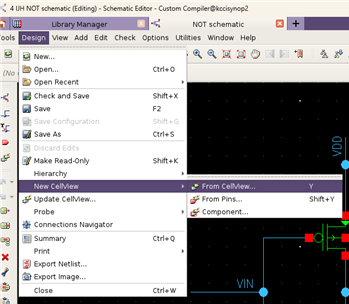 4 UH NOT schematic (Editing) - Schematic Editor - Custom Compiler@kccisynop2
Library Manager
NOT schematic
Tools Design View Add Edit Check Options Utilities Window
New...
Open... Ctrl+O
Open Recent
Check and Save Shift+X
Save F2
Save Configuration Shift+G
Save As Ctrl+S
Discard Edits
Make Read-Only Shift+K
Hierarchy
New CellView
From CellView... Y
Update CellView...
From Pins... Shift+Y
Probe
Component...
Connections Navigator
Summary Ctrl+Q
Print
Export Netlist...
Export Image...
Close Ctrl+W
(No
VDD
VIN